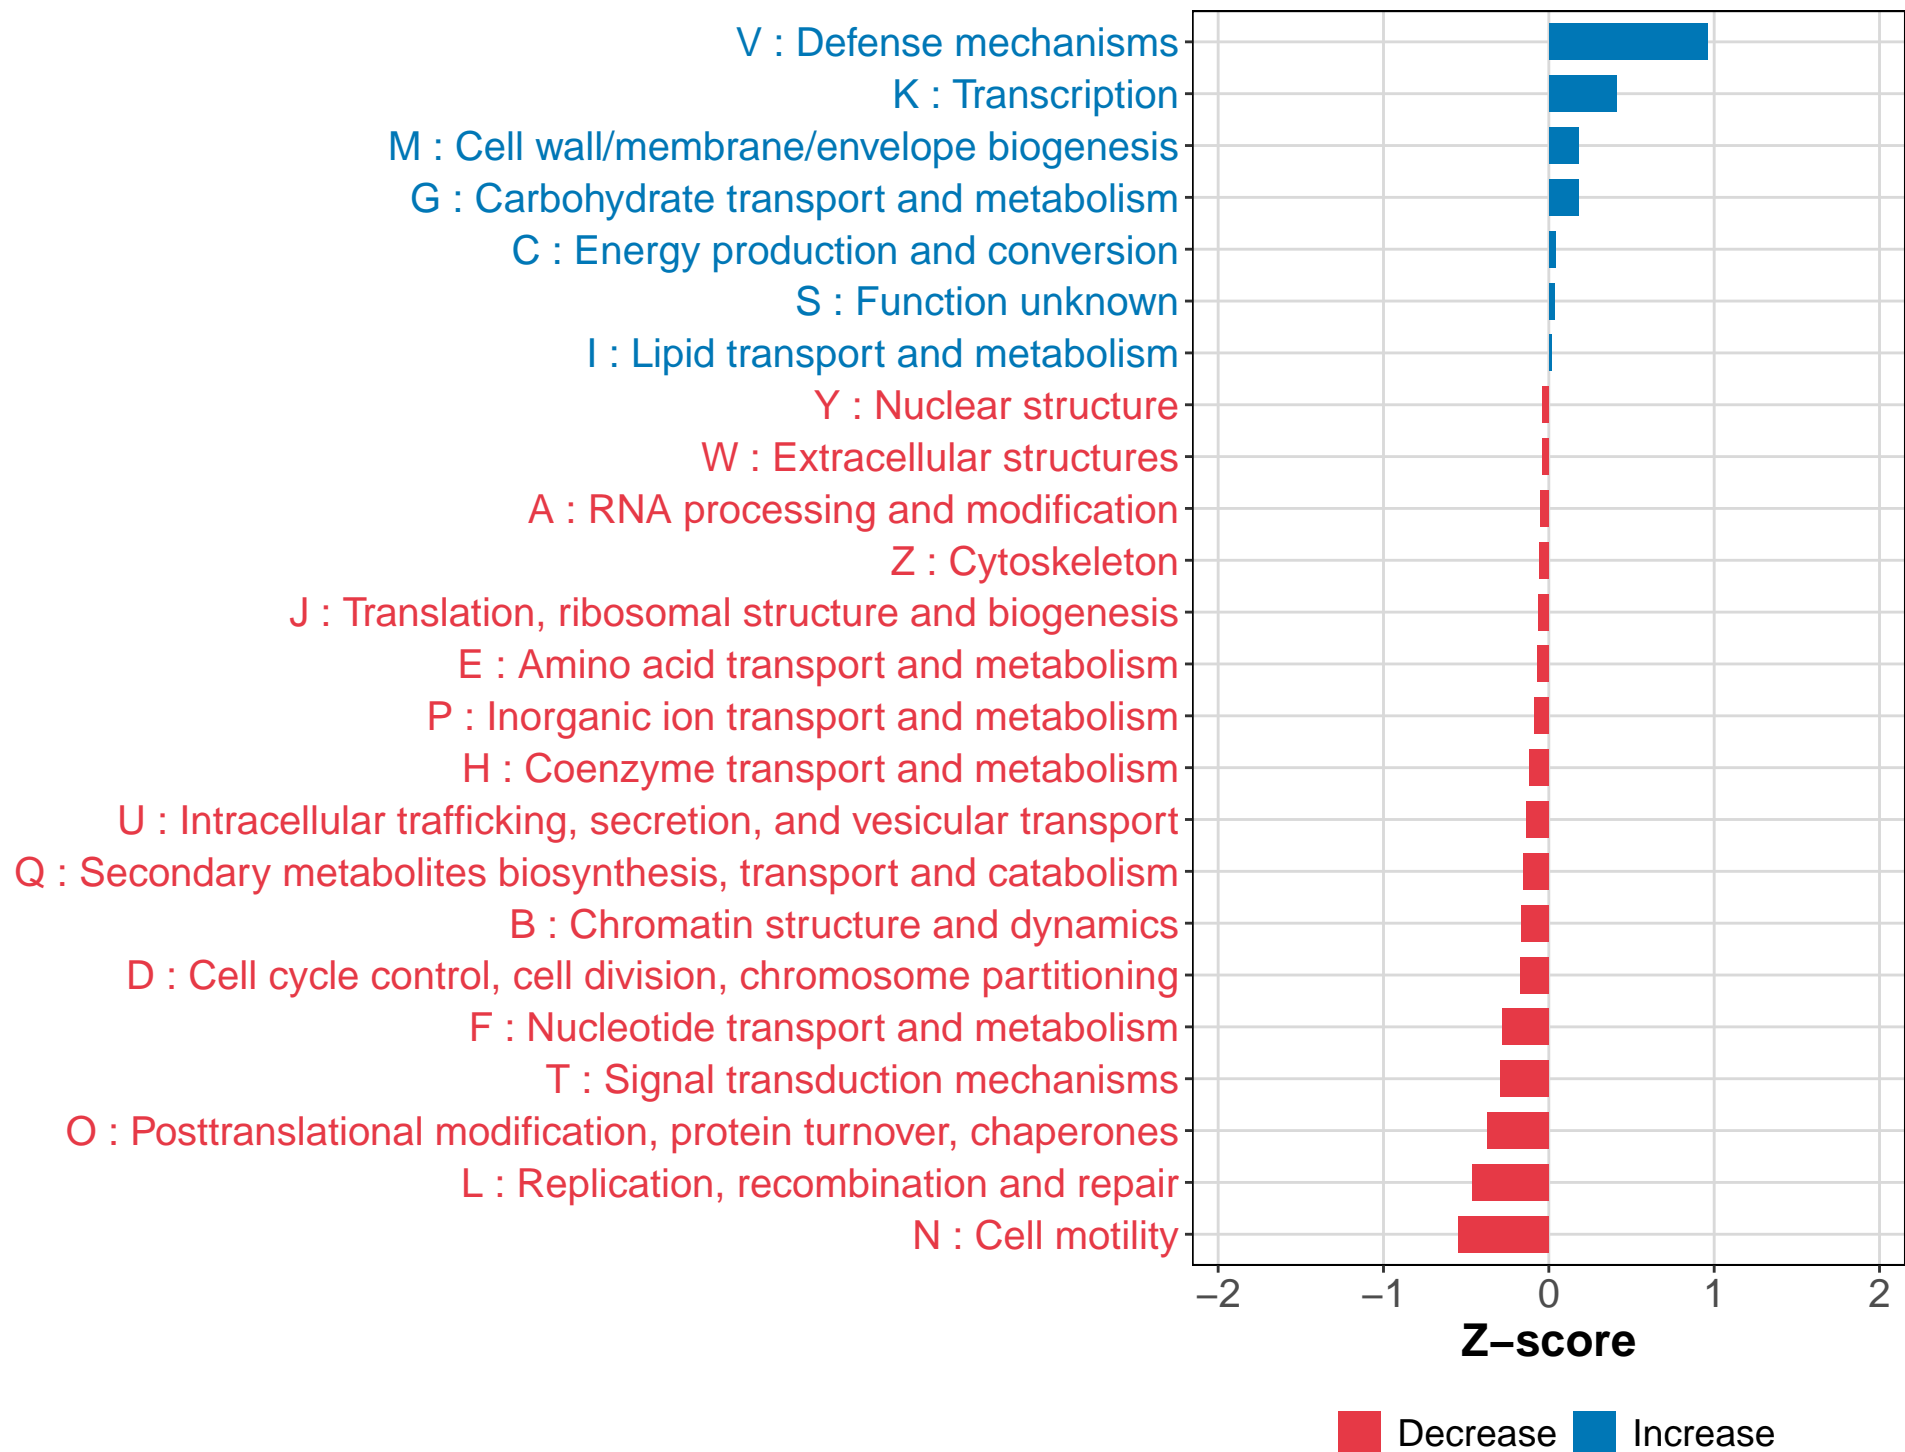 V : Defense mechanisms
K : Transcription
M : Cell wall/membrane/envelope biogenesis
G : Carbohydrate transport and metabolism
C : Energy production and conversion
S : Function unknown
I : Lipid transport and metabolism
Y : Nuclear structure
W : Extracellular structures
A : RNA processing and modification
Z : Cytoskeleton
J : Translation, ribosomal structure and biogenesis
E : Amino acid transport and metabolism
P : Inorganic ion transport and metabolism
H : Coenzyme transport and metabolism
U : Intracellular trafficking, secretion, and vesicular transport
Q : Secondary metabolites biosynthesis, transport and catabolism
B : Chromatin structure and dynamics
D : Cell cycle control, cell division, chromosome partitioning
F : Nucleotide transport and metabolism
T : Signal transduction mechanisms
O : Posttranslational modification, protein turnover, chaperones
L : Replication, recombination and repair
N : Cell motility
−2 −1 0 1 2
Z−score
Decrease Increase